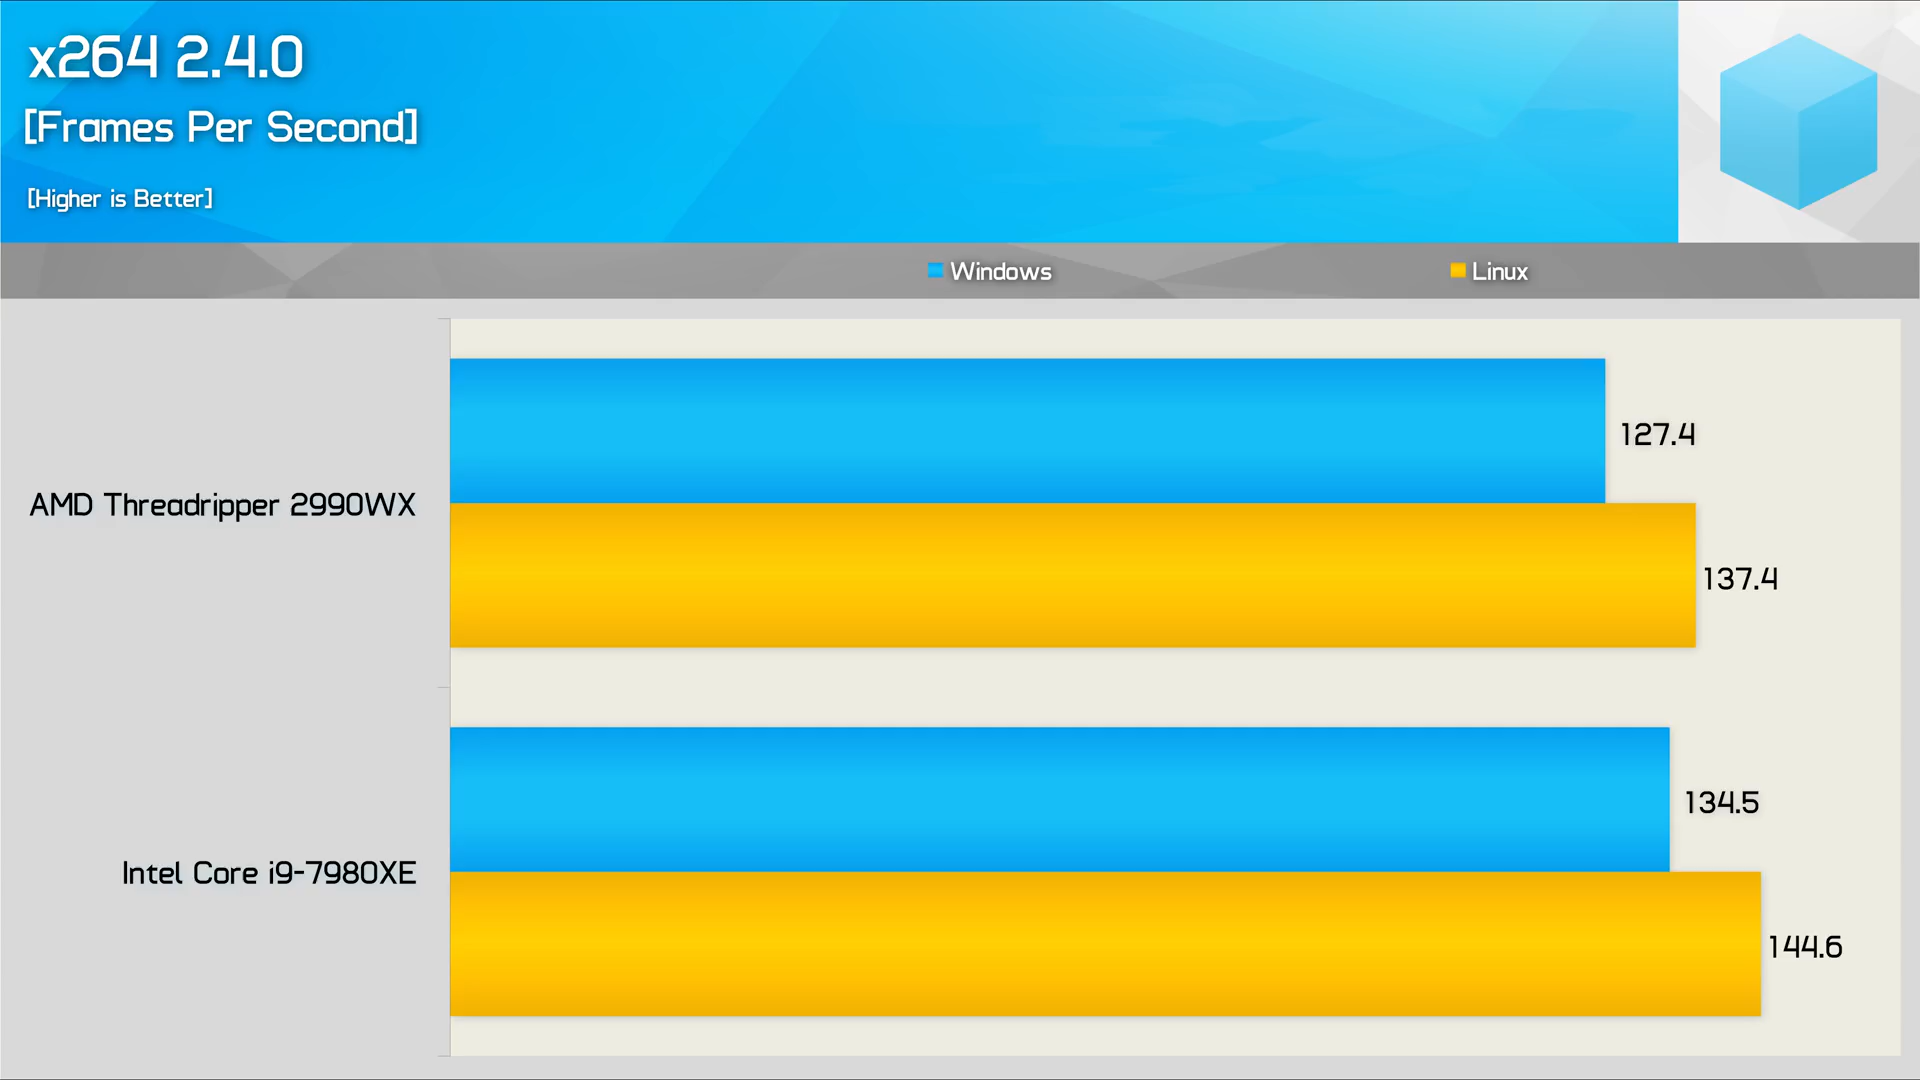 x264 2.4.0
[Frames Per Second]
[Higher is Better]
Windows
Linux
AMD Threadripper 2990WX
127.4
137.4
Intel Core i9-7980XE
134.5
144.6